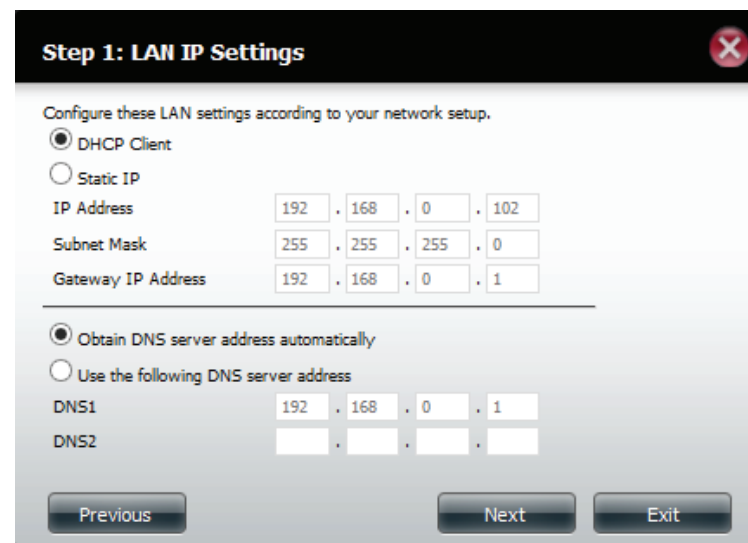 Step 1: LAN IP Settings
Configure these LAN settings according to your network setup.
DHCP Client
Static IP
IP Address 192 . 168 . 0 . 102
Subnet Mask 255 . 255 . 255 . 0
Gateway IP Address 192 . 168 . 0 . 1
Obtain DNS server address automatically
Use the following DNS server address
DNS1 192 . 168 . 0 . 1
DNS2 . . .
Previous Next Exit